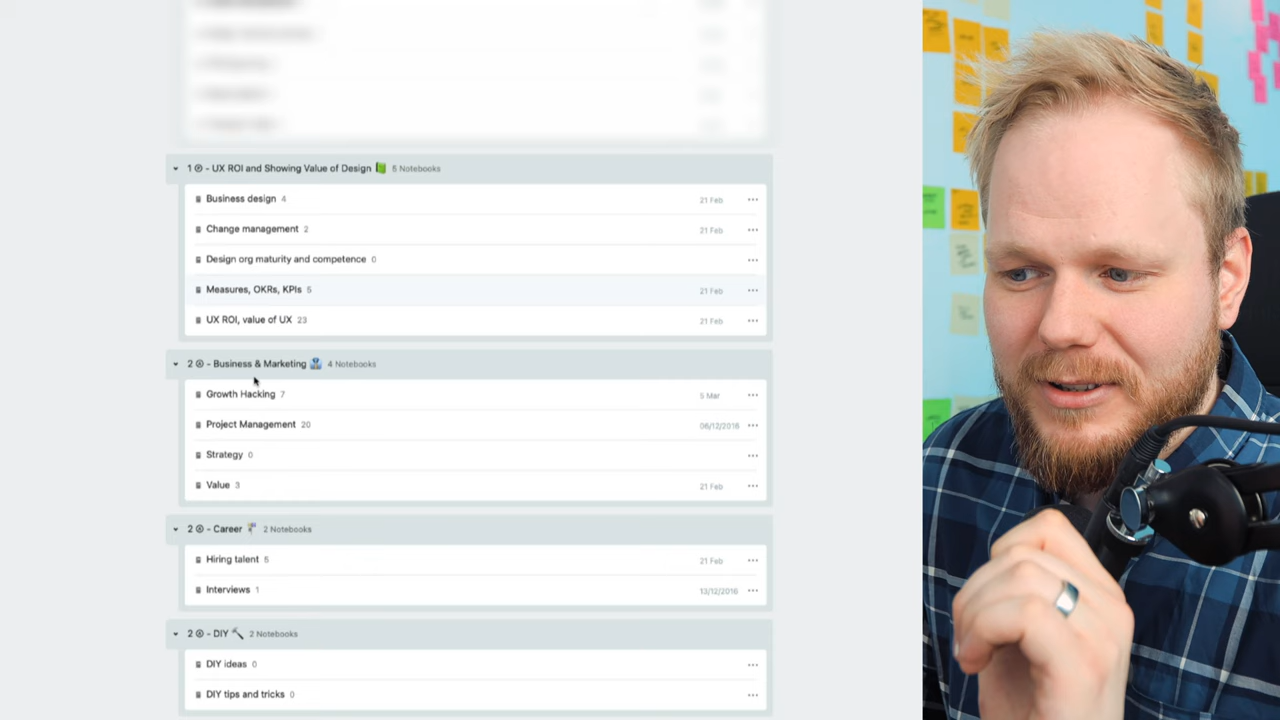 1 - UX ROI and Showing Value of Design 5 Notebooks
Business design 4 21 Feb
Change management 2 21 Feb
Design org maturity and competence 0
Measures, OKRs, KPIs 5 21 Feb
UX ROI, value of UX 23 21 Feb
2 - Business & Marketing 4 Notebooks
Growth Hacking 7 5 Mar
Project Management 20 06/12/2016
Strategy 0
Value 3 21 Feb
2 - Career 2 Notebooks
Hiring talent 5 21 Feb
Interviews 1 13/12/2016
2 - DIY 2 Notebooks
DIY ideas 0
DIY tips and tricks 0